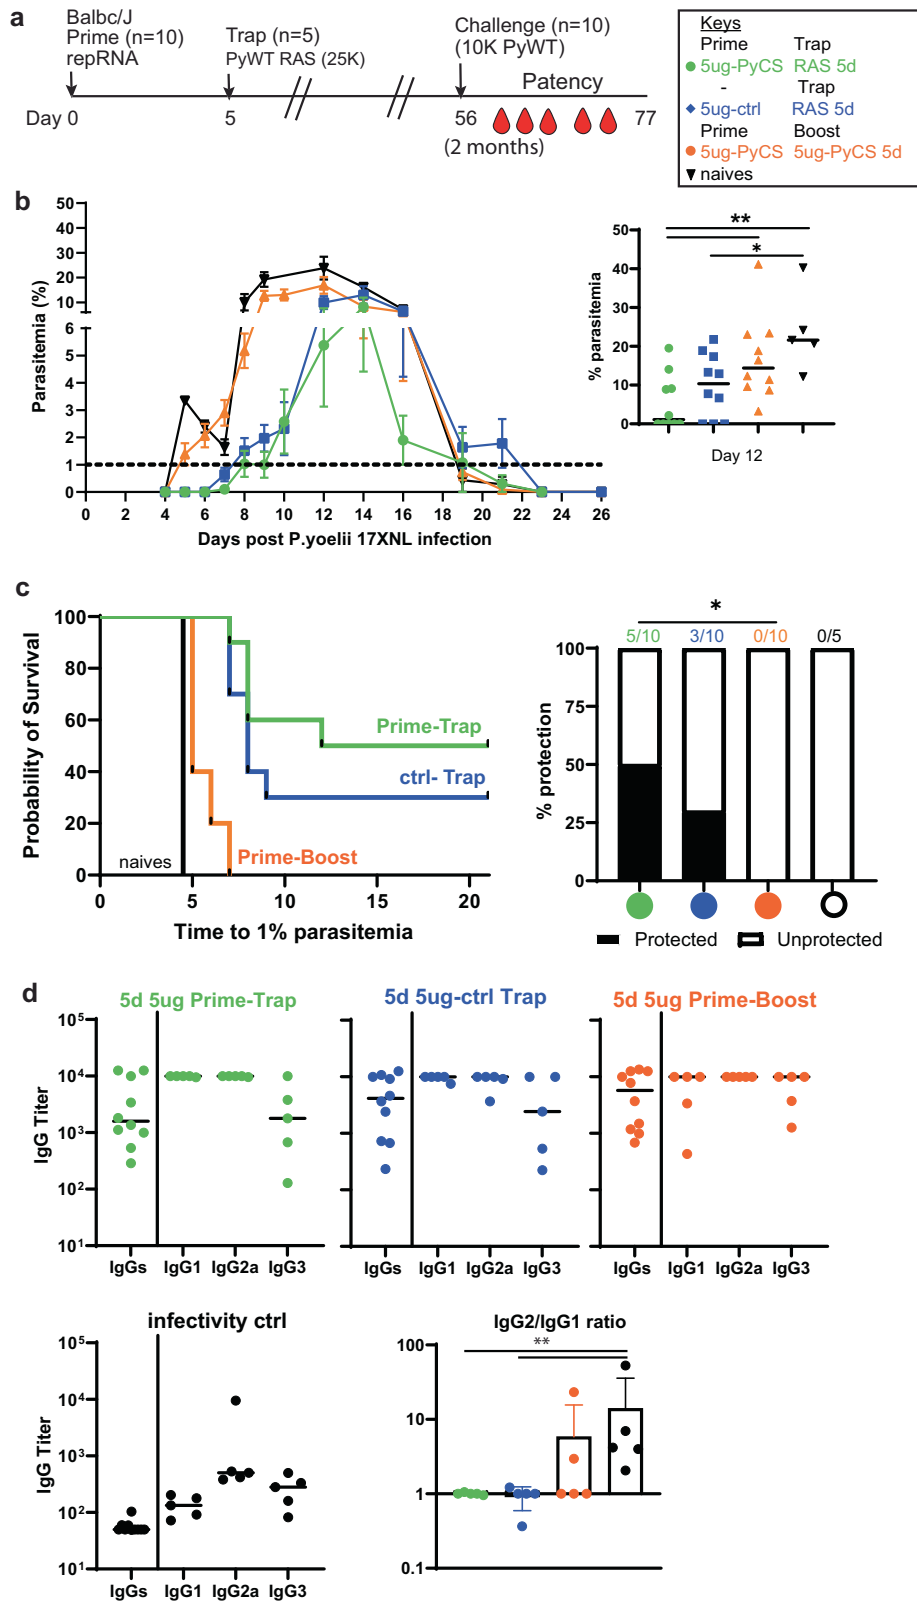 a
Balbc/J
Prime (n=10)
repRNA
Trap (n=5)
PyWT RAS (25K)
Challenge (n=10)
(10K PyWT)
Patency
Day 0
5
56
77
(2 months)
Keys
Prime Trap
5ug-PyCS RAS 5d
- Trap
5ug-ctrl RAS 5d
Prime Boost
5ug-PyCS 5ug-PyCS 5d
naives
b
Parasitemia (%)
50
40
30
20
10
6
5
4
3
2
1
0
0 2 4 6 8 10 12 14 16 18 20 22 24 26
Days post P.yoelii 17XNL infection
% parasitemia
50
40
30
20
10
0
**
*
Day 12
c
Probability of Survival
100
80
60
40
20
0
Prime-Trap
ctrl- Trap
Prime-Boost
naives
0 5 10 15 20
Time to 1% parasitemia
*
5/10 3/10 0/10 0/5
% protection
100
75
50
25
0
Protected Unprotected
d
5d 5ug Prime-Trap
5d 5ug-ctrl Trap
5d 5ug Prime-Boost
IgG Titer
10⁵
10⁴
10³
10²
10¹
IgGs IgG1 IgG2a IgG3
IgGs IgG1 IgG2a IgG3
IgGs IgG1 IgG2a IgG3
infectivity ctrl
IgG Titer
10⁵
10⁴
10³
10²
10¹
IgGs IgG1 IgG2a IgG3
IgG2/IgG1 ratio
**
100
10
1
0.1